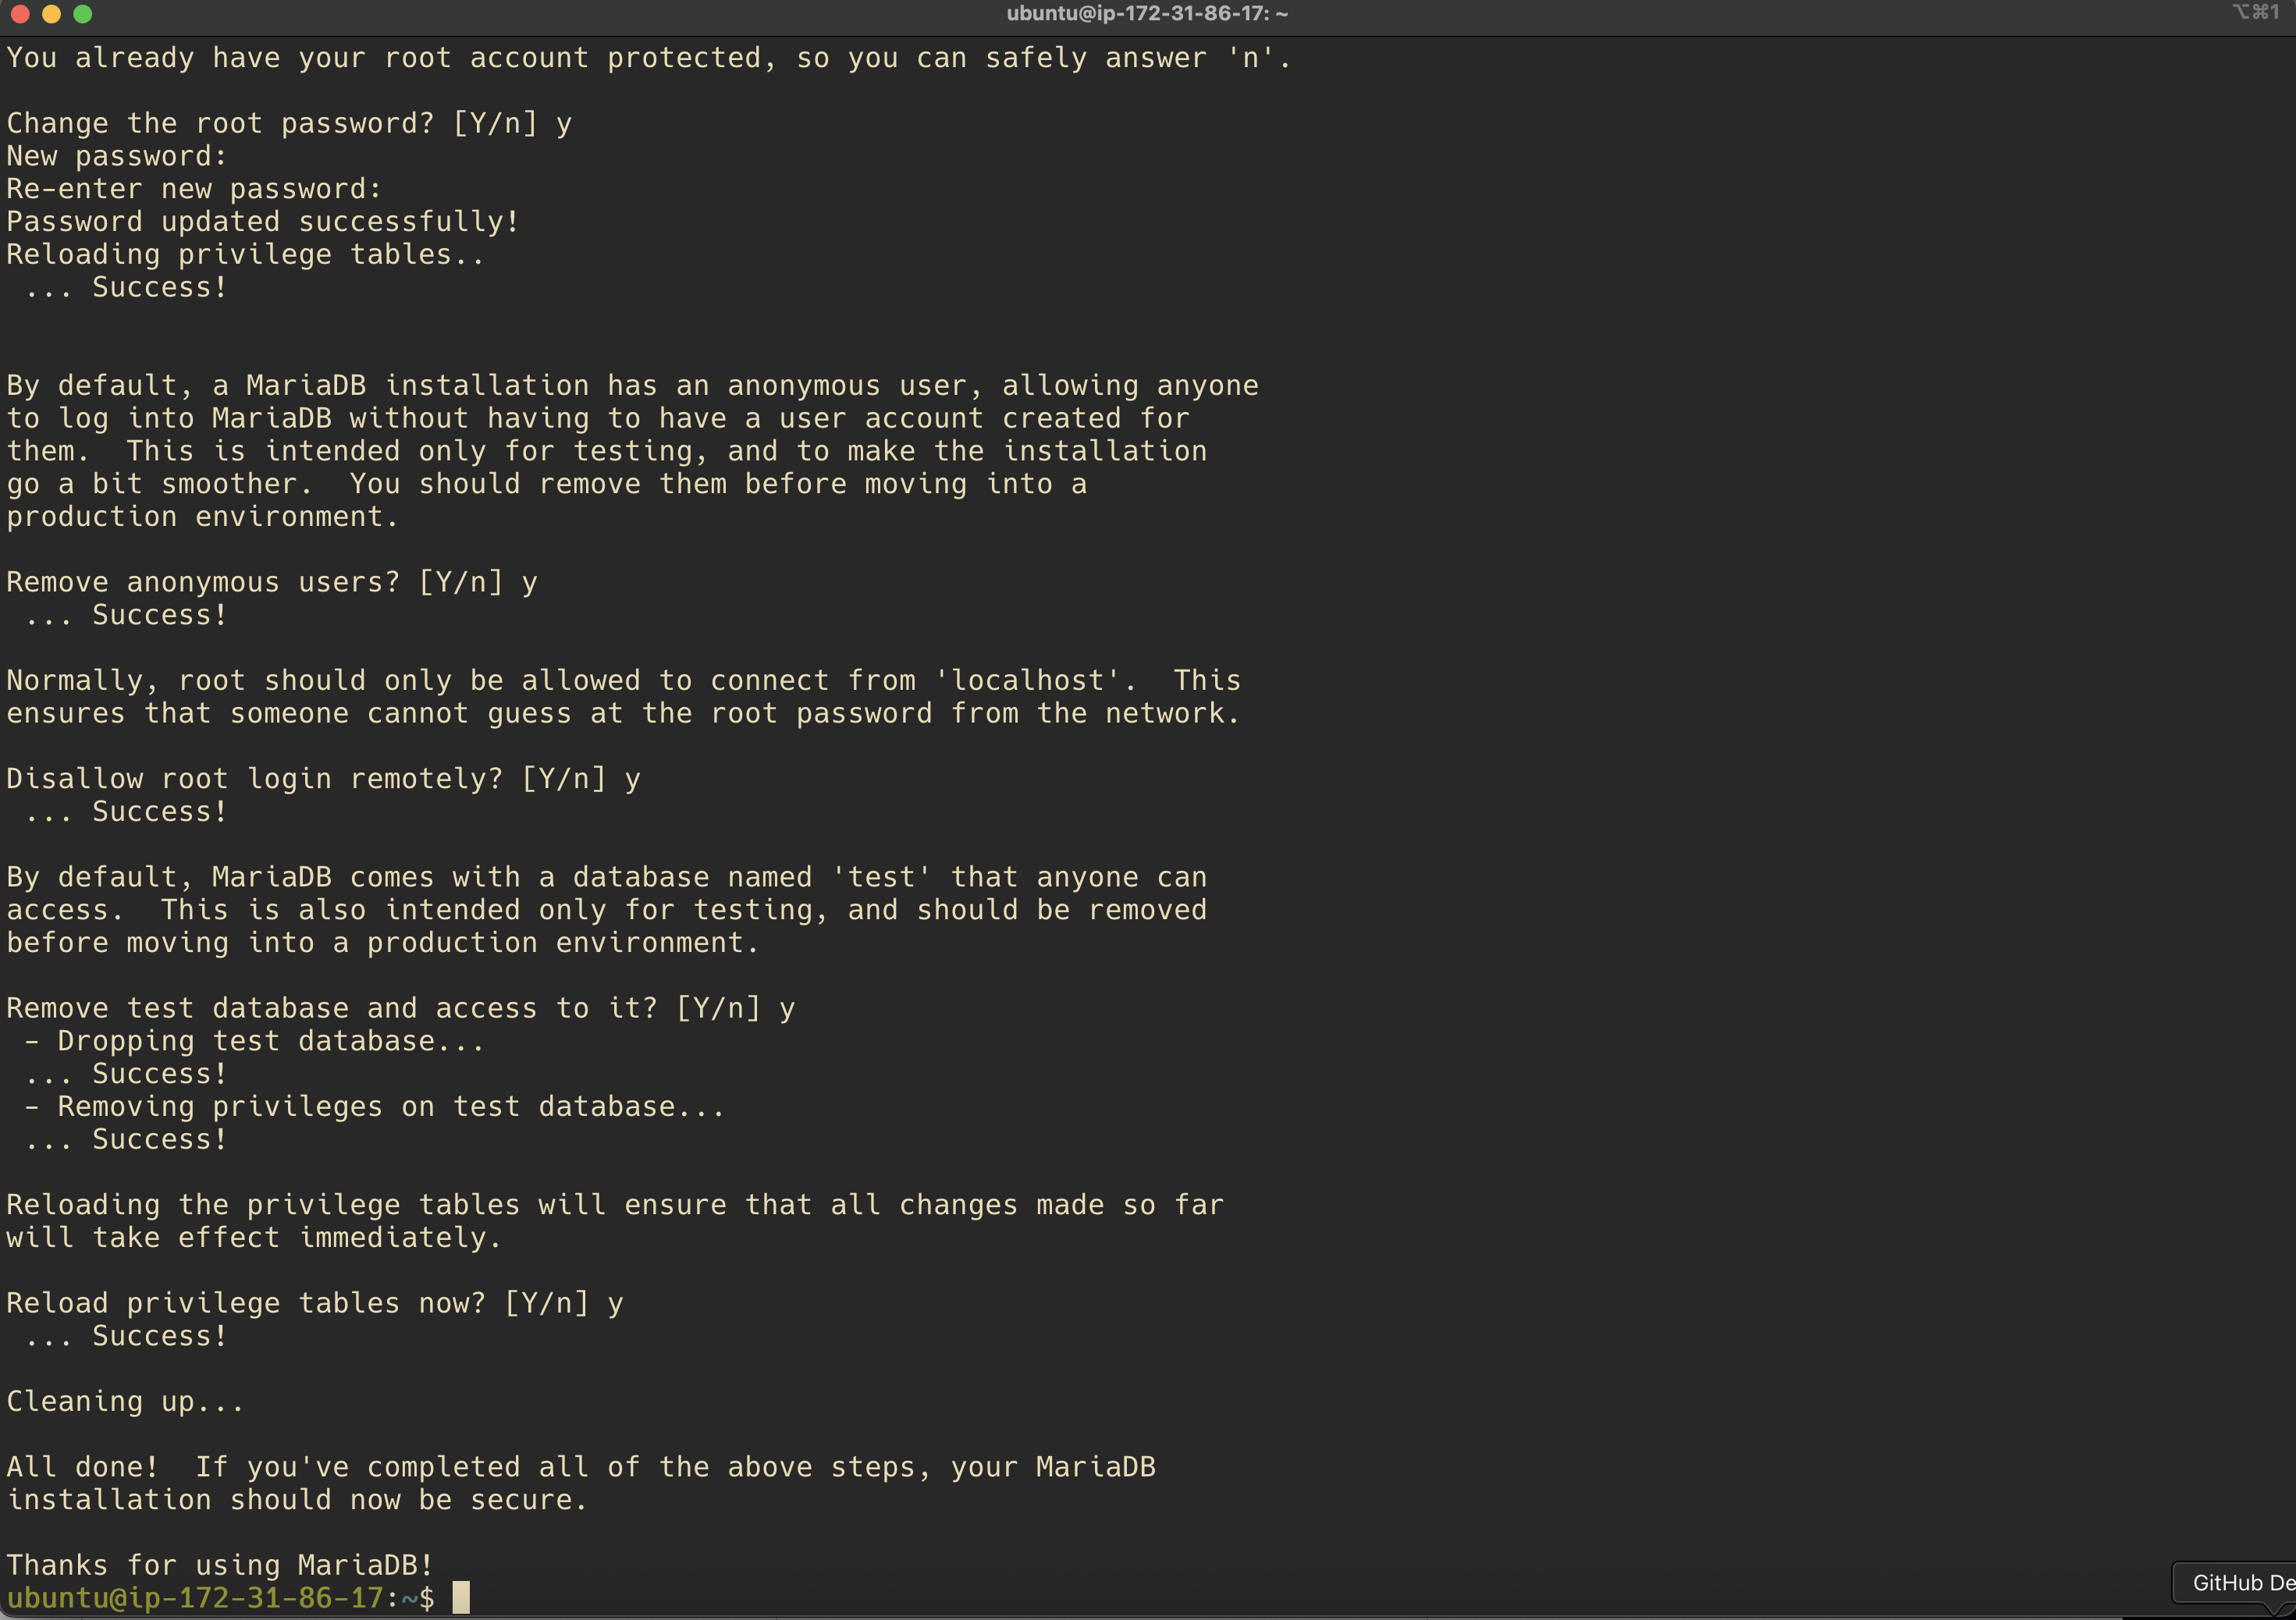 ubuntu@ip-172-31-86-17: ~
⌥⌘1
You already have your root account protected, so you can safely answer 'n'.
Change the root password? [Y/n] y
New password:
Re-enter new password:
Password updated successfully!
Reloading privilege tables..
 ... Success!
By default, a MariaDB installation has an anonymous user, allowing anyone
to log into MariaDB without having to have a user account created for
them.  This is intended only for testing, and to make the installation
go a bit smoother.  You should remove them before moving into a
production environment.
Remove anonymous users? [Y/n] y
 ... Success!
Normally, root should only be allowed to connect from 'localhost'.  This
ensures that someone cannot guess at the root password from the network.
Disallow root login remotely? [Y/n] y
 ... Success!
By default, MariaDB comes with a database named 'test' that anyone can
access.  This is also intended only for testing, and should be removed
before moving into a production environment.
Remove test database and access to it? [Y/n] y
 - Dropping test database...
 ... Success!
 - Removing privileges on test database...
 ... Success!
Reloading the privilege tables will ensure that all changes made so far
will take effect immediately.
Reload privilege tables now? [Y/n] y
 ... Success!
Cleaning up...
All done!  If you've completed all of the above steps, your MariaDB
installation should now be secure.
Thanks for using MariaDB!
ubuntu@ip-172-31-86-17:~$
GitHub De